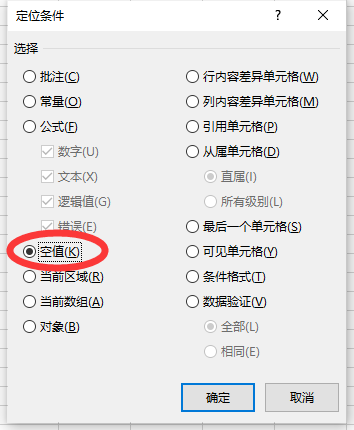 定位条件
选择
批注(C)
常量(O)
公式(F)
数字(U)
文本(X)
逻辑值(G)
错误(E)
空值(K)
当前区域(R)
当前数组(A)
对象(B)
行内容差异单元格(W)
列内容差异单元格(M)
引用单元格(P)
从属单元格(D)
直属(I)
所有级别(L)
最后一个单元格(S)
可见单元格(Y)
条件格式(T)
数据验证(V)
全部(L)
相同(E)
确定
取消